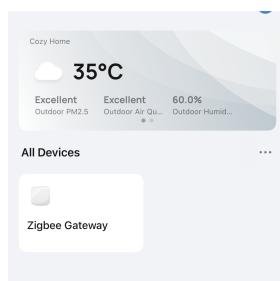 Cozy Home
35°C
Excellent Excellent 60.0%
Outdoor PM2.5 Outdoor Air Qu... Outdoor Humid...
All Devices
Zigbee Gateway